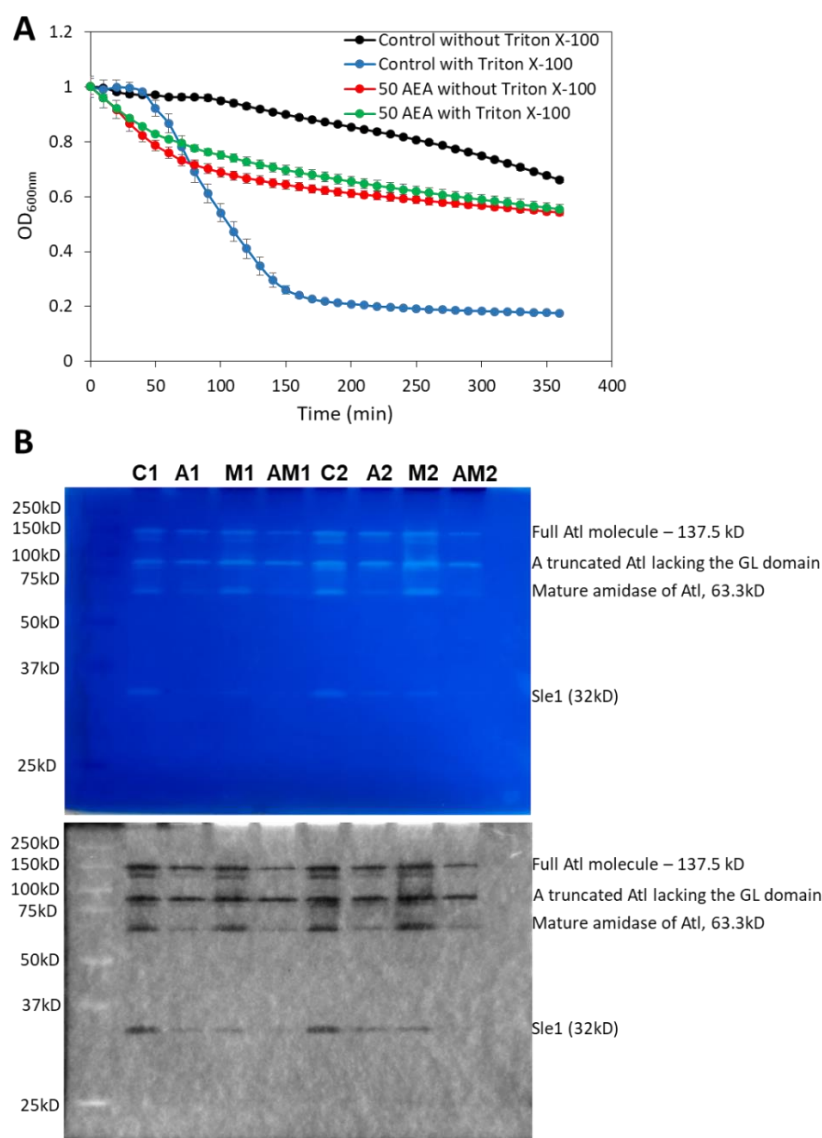 A
1.2
1
0.8
0.6
0.4
0.2
0
OD600nm
0 50 100 150 200 250 300 350 400
Time (min)
Control without Triton X-100
Control with Triton X-100
50 AEA without Triton X-100
50 AEA with Triton X-100
B
C1 A1 M1 AM1 C2 A2 M2 AM2
250kD
150kD
100kD
75kD
50kD
37kD
25kD
Full Atl molecule – 137.5 kD
A truncated Atl lacking the GL domain
Mature amidase of Atl, 63.3kD
Sle1 (32kD)
250kD
150kD
100kD
75kD
50kD
37kD
25kD
Full Atl molecule – 137.5 kD
A truncated Atl lacking the GL domain
Mature amidase of Atl, 63.3kD
Sle1 (32kD)